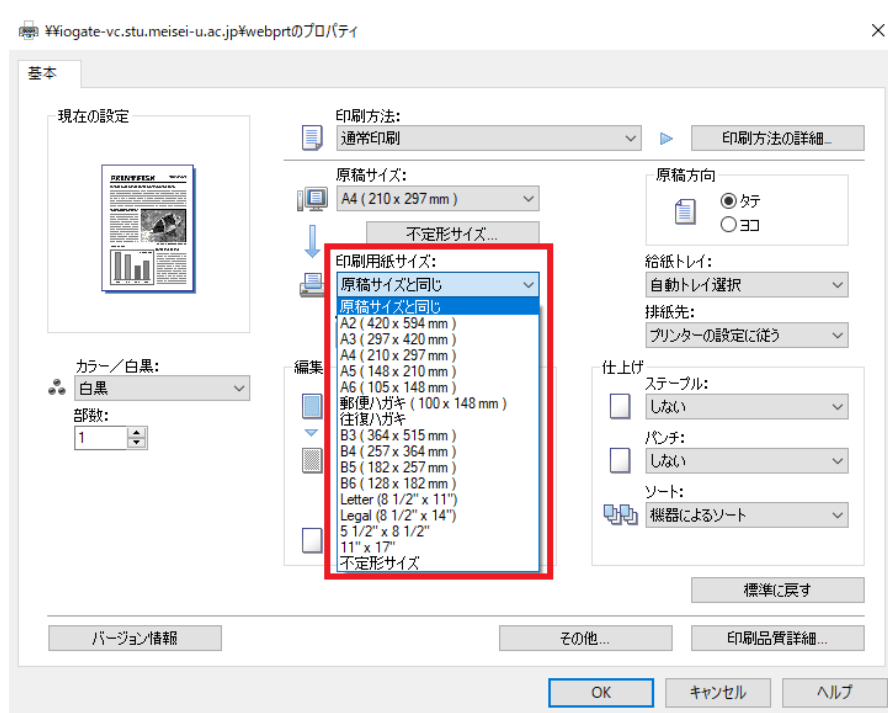 ¥¥iogate-vc.stu.meisei-u.ac.jp¥webprtのプロパティ
基本
現在の設定
PRINTFISK
カラー／白黒:
白黒
部数:
1
印刷方法:
通常印刷
印刷方法の詳細...
原稿サイズ:
A4 ( 210 x 297 mm )
不定形サイズ...
原稿方向
タテ
ヨコ
印刷用紙サイズ:
原稿サイズと同じ
原稿サイズと同じ
A2 ( 420 x 594 mm )
A3 ( 297 x 420 mm )
A4 ( 210 x 297 mm )
A5 ( 148 x 210 mm )
A6 ( 105 x 148 mm )
郵便ハガキ ( 100 x 148 mm )
往復ハガキ
B3 ( 364 x 515 mm )
B4 ( 257 x 364 mm )
B5 ( 182 x 257 mm )
B6 ( 128 x 182 mm )
Letter (8 1/2" x 11")
Legal (8 1/2" x 14")
5 1/2" x 8 1/2"
11" x 17"
不定形サイズ
給紙トレイ:
自動トレイ選択
排紙先:
プリンターの設定に従う
編集
仕上げ
ステープル:
しない
パンチ:
しない
ソート:
機器によるソート
標準に戻す
バージョン情報
その他...
印刷品質詳細...
OK
キャンセル
ヘルプ